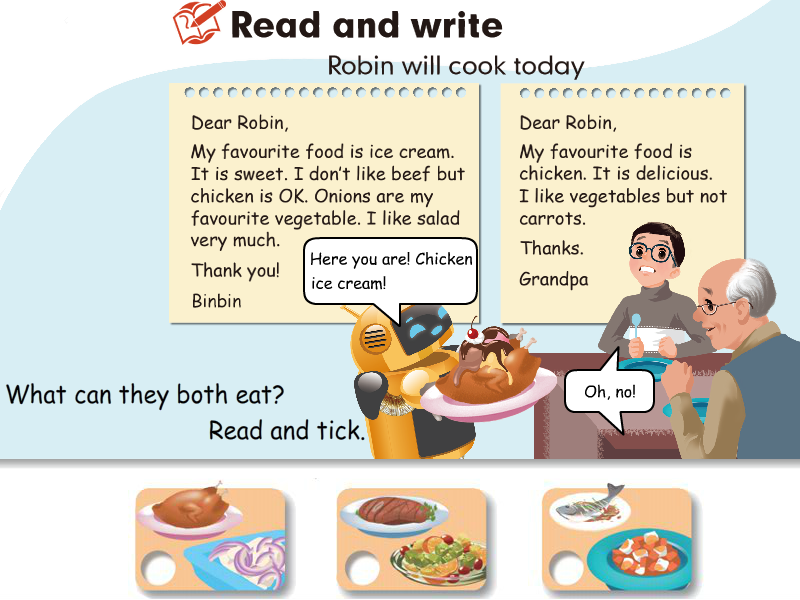 Read and write
Robin will cook today
Dear Robin,
My favourite food is ice cream.
It is sweet. I don't like beef but
chicken is OK. Onions are my
favourite vegetable. I like salad
very much.
Thank you!
Binbin
Dear Robin,
My favourite food is
chicken. It is delicious.
I like vegetables but not
carrots.
Thanks.
Grandpa
Here you are! Chicken
ice cream!
Oh, no!
What can they both eat?
Read and tick.